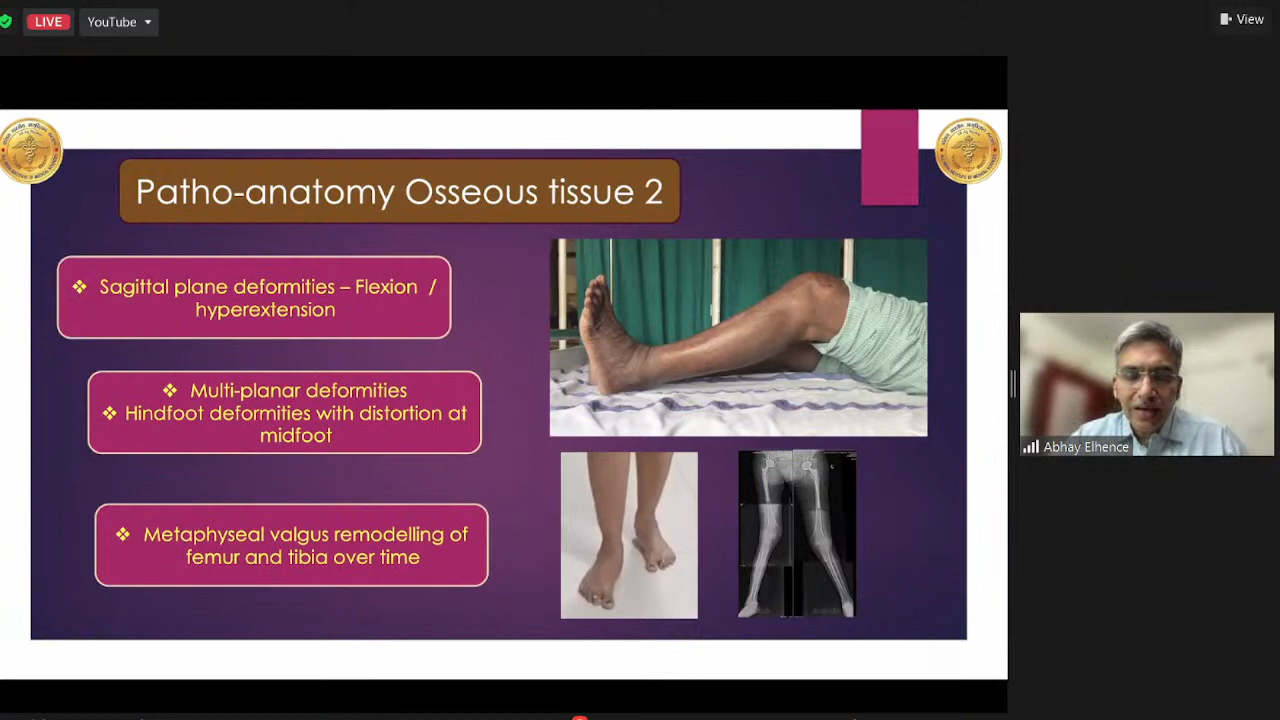 LIVE
YouTube
View
Patho-anatomy Osseous tissue 2
❖ Sagittal plane deformities – Flexion /
hyperextension
❖ Multi-planar deformities
❖ Hindfoot deformities with distortion at
midfoot
❖ Metaphyseal valgus remodelling of
femur and tibia over time
Abhay Elhence